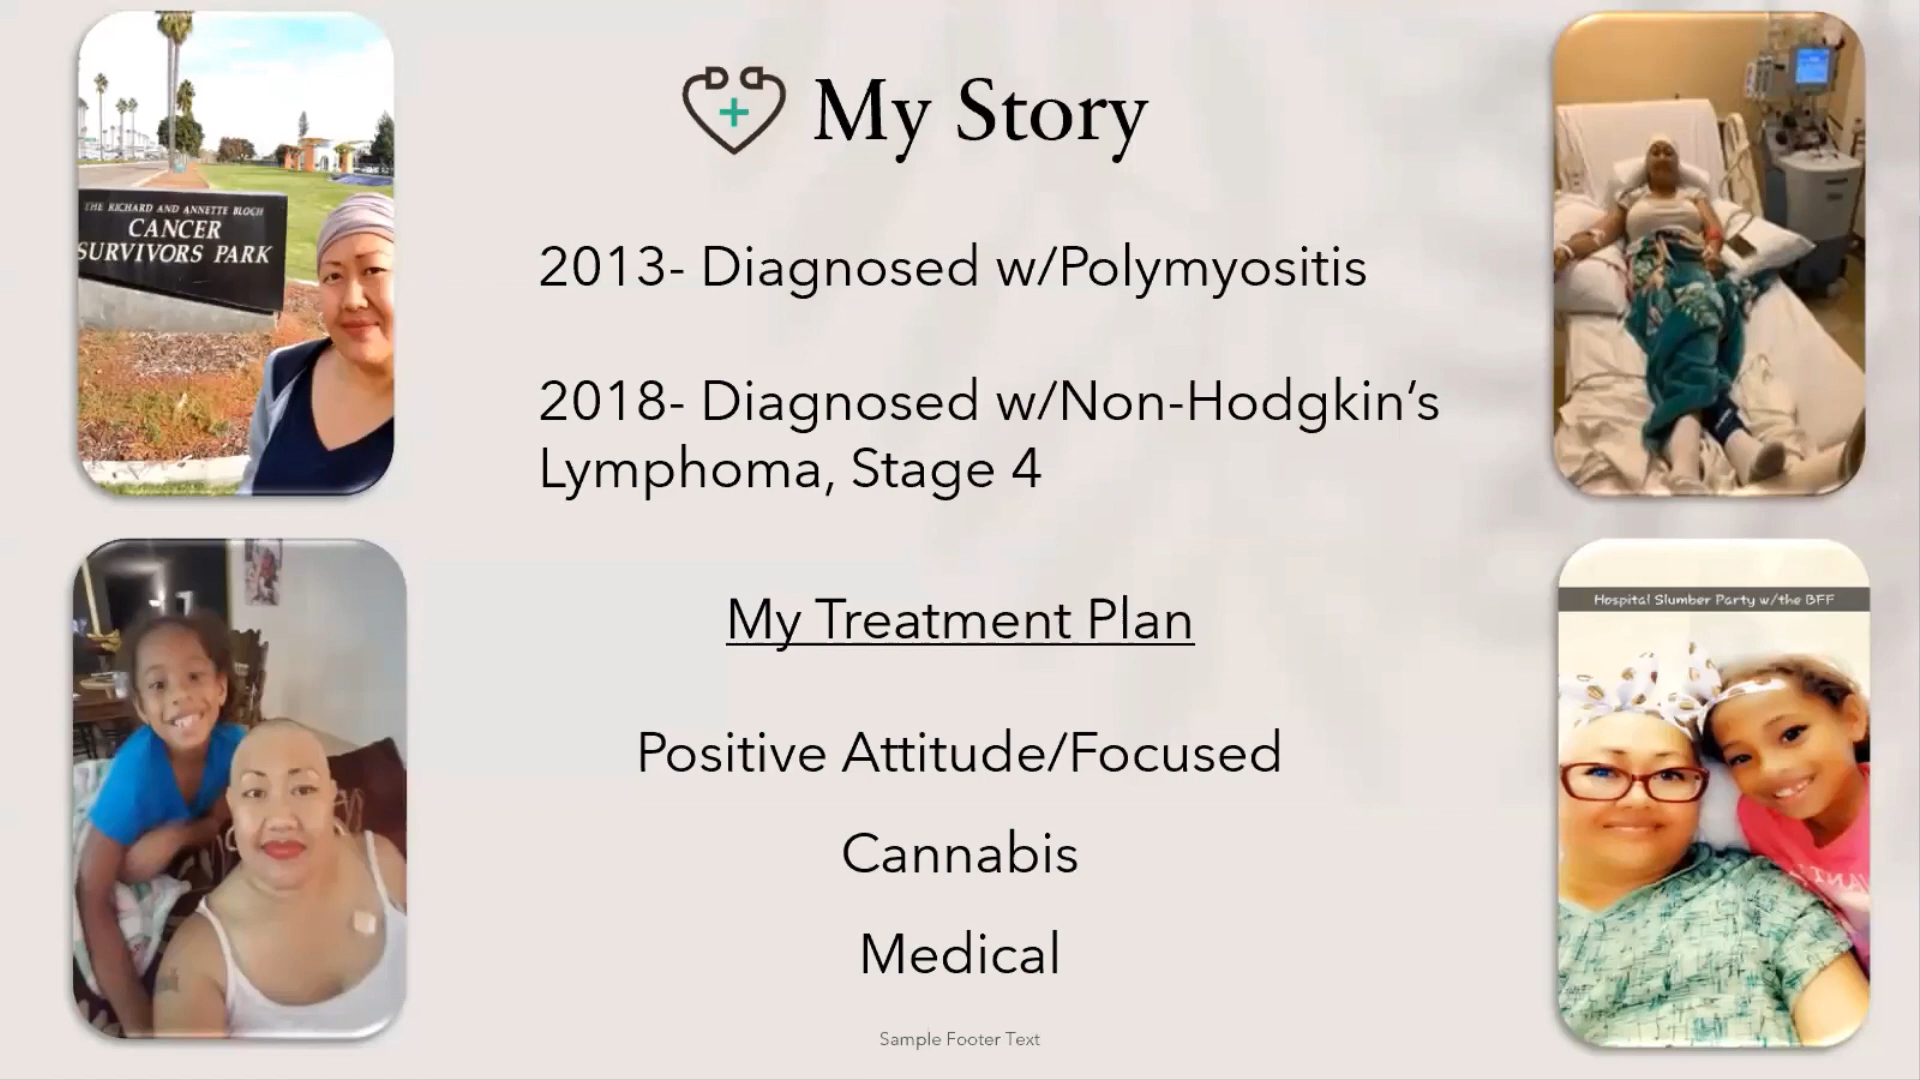 My Story
THE RICHARD AND ANNETTE BLOCH
CANCER
SURVIVORS PARK
2013- Diagnosed w/Polymyositis
2018- Diagnosed w/Non-Hodgkin’s
Lymphoma, Stage 4
My Treatment Plan
Hospital Slumber Party w/the BFF
Positive Attitude/Focused
Cannabis
Medical
Sample Footer Text